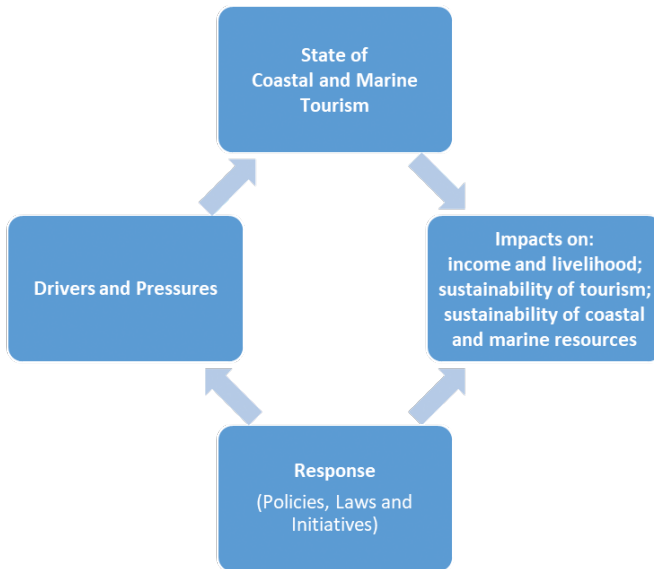 State of
Coastal and Marine
Tourism
Drivers and Pressures
Impacts on:
income and livelihood;
sustainability of tourism;
sustainability of coastal
and marine resources
Response
(Policies, Laws and
Initiatives)